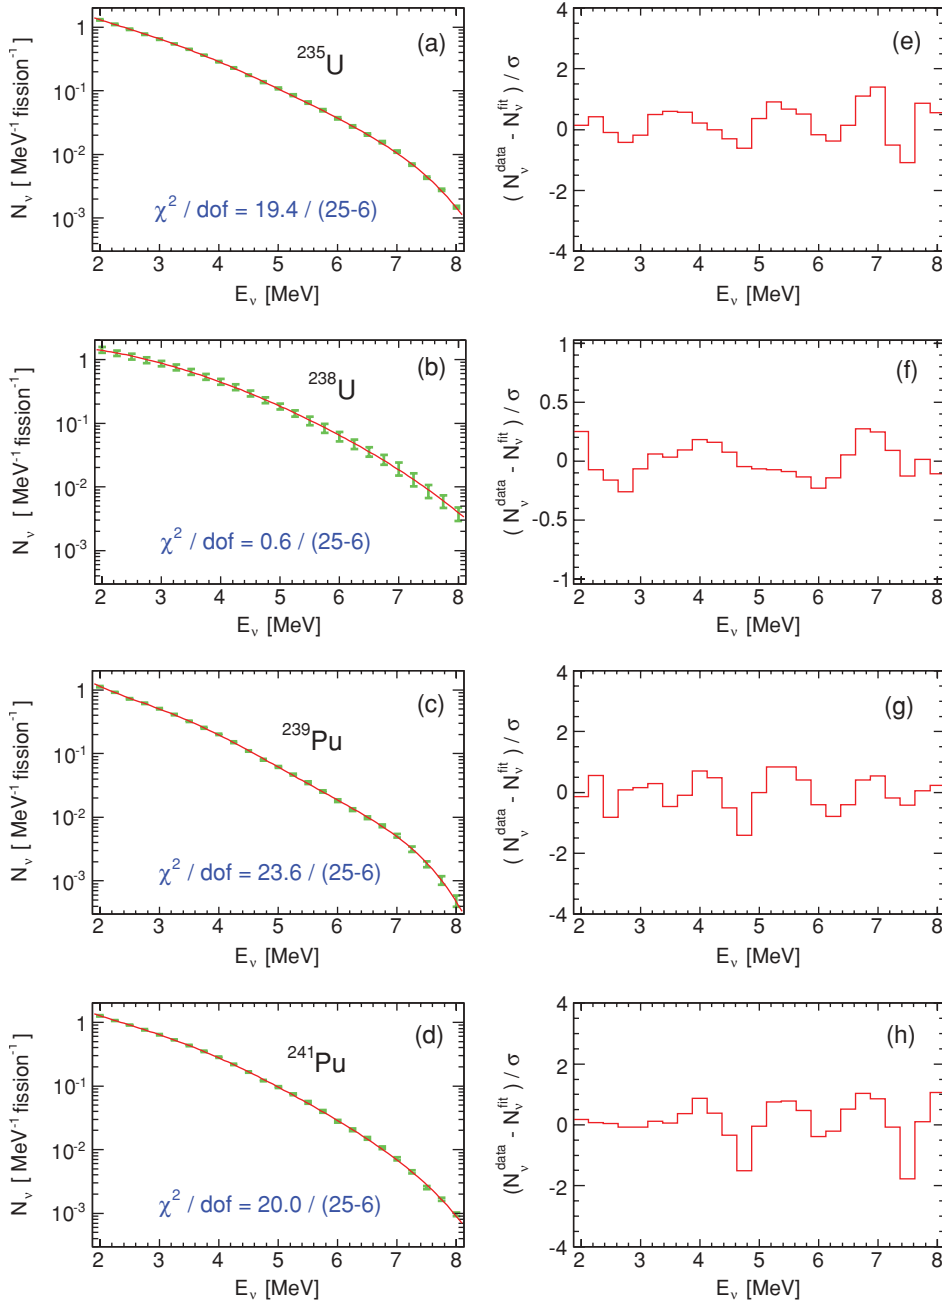 N_ν [ MeV⁻¹ fission⁻¹ ]
1
10⁻¹
10⁻²
10⁻³
²³⁵U
(a)
χ² / dof = 19.4 / (25-6)
2 3 4 5 6 7 8
E_ν [MeV]
( N_ν^data - N_ν^fit ) / σ
4
2
0
-2
-4
(e)
2 3 4 5 6 7 8
E_ν [MeV]
N_ν [ MeV⁻¹ fission⁻¹ ]
1
10⁻¹
10⁻²
10⁻³
²³⁸U
(b)
χ² / dof = 0.6 / (25-6)
2 3 4 5 6 7 8
E_ν [MeV]
( N_ν^data - N_ν^fit ) / σ
1
0.5
0
-0.5
-1
(f)
2 3 4 5 6 7 8
E_ν [MeV]
N_ν [ MeV⁻¹ fission⁻¹ ]
1
10⁻¹
10⁻²
10⁻³
²³⁹Pu
(c)
χ² / dof = 23.6 / (25-6)
2 3 4 5 6 7 8
E_ν [MeV]
( N_ν^data - N_ν^fit ) / σ
4
2
0
-2
-4
(g)
2 3 4 5 6 7 8
E_ν [MeV]
N_ν [ MeV⁻¹ fission⁻¹ ]
1
10⁻¹
10⁻²
10⁻³
²⁴¹Pu
(d)
χ² / dof = 20.0 / (25-6)
2 3 4 5 6 7 8
E_ν [MeV]
(N_ν^data - N_ν^fit ) / σ
4
2
0
-2
-4
(h)
2 3 4 5 6 7 8
E_ν [MeV]